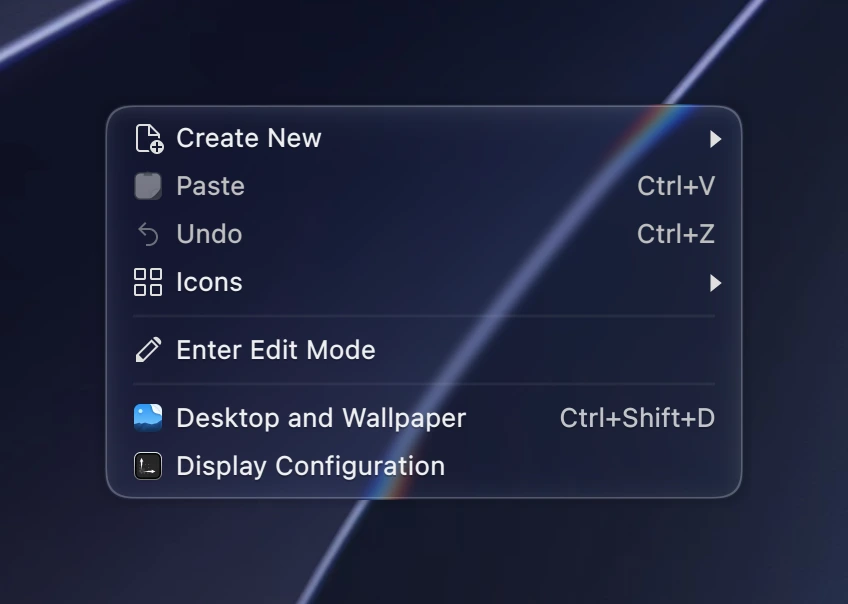 Create New
Paste Ctrl+V
Undo Ctrl+Z
Icons
Enter Edit Mode
Desktop and Wallpaper Ctrl+Shift+D
Display Configuration